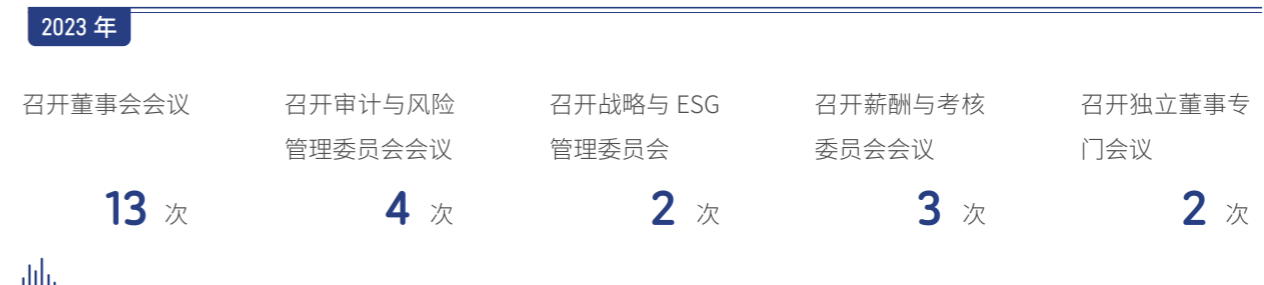 2023 年
召开董事会会议
召开审计与风险
管理委员会会议
召开战略与 ESG
管理委员会
召开薪酬与考核
委员会会议
召开独立董事专
门会议
13 次
4 次
2 次
3 次
2 次